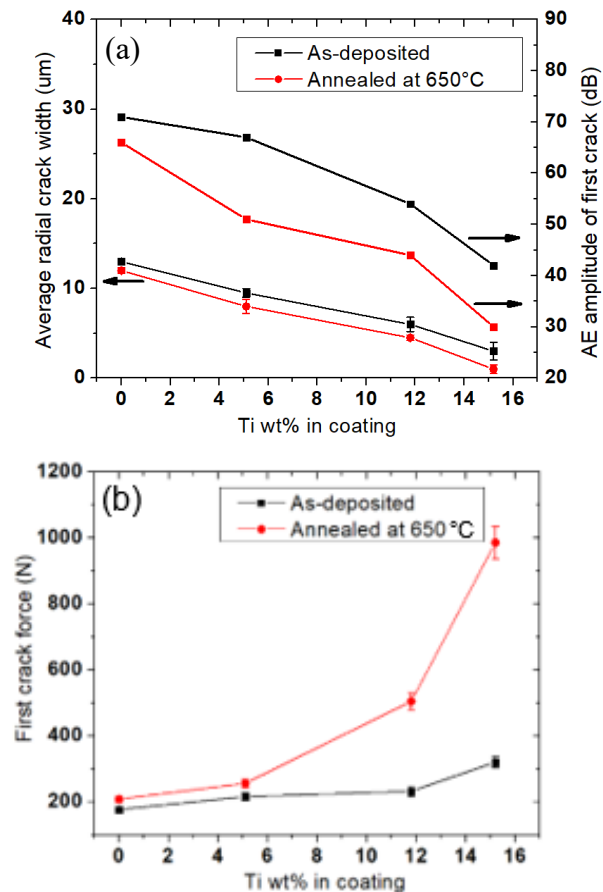 (a)
As-deposited
Annealed at 650°C
Average radial crack width (um)
40
30
20
10
0
AE amplitude of first crack (dB)
90
80
70
60
50
40
30
20
0 2 4 6 8 10 12 14 16
Ti wt% in coating
(b)
As-deposited
Annealed at 650°C
First crack force (N)
1200
1000
800
600
400
200
0 2 4 6 8 10 12 14 16
Ti wt% in coating